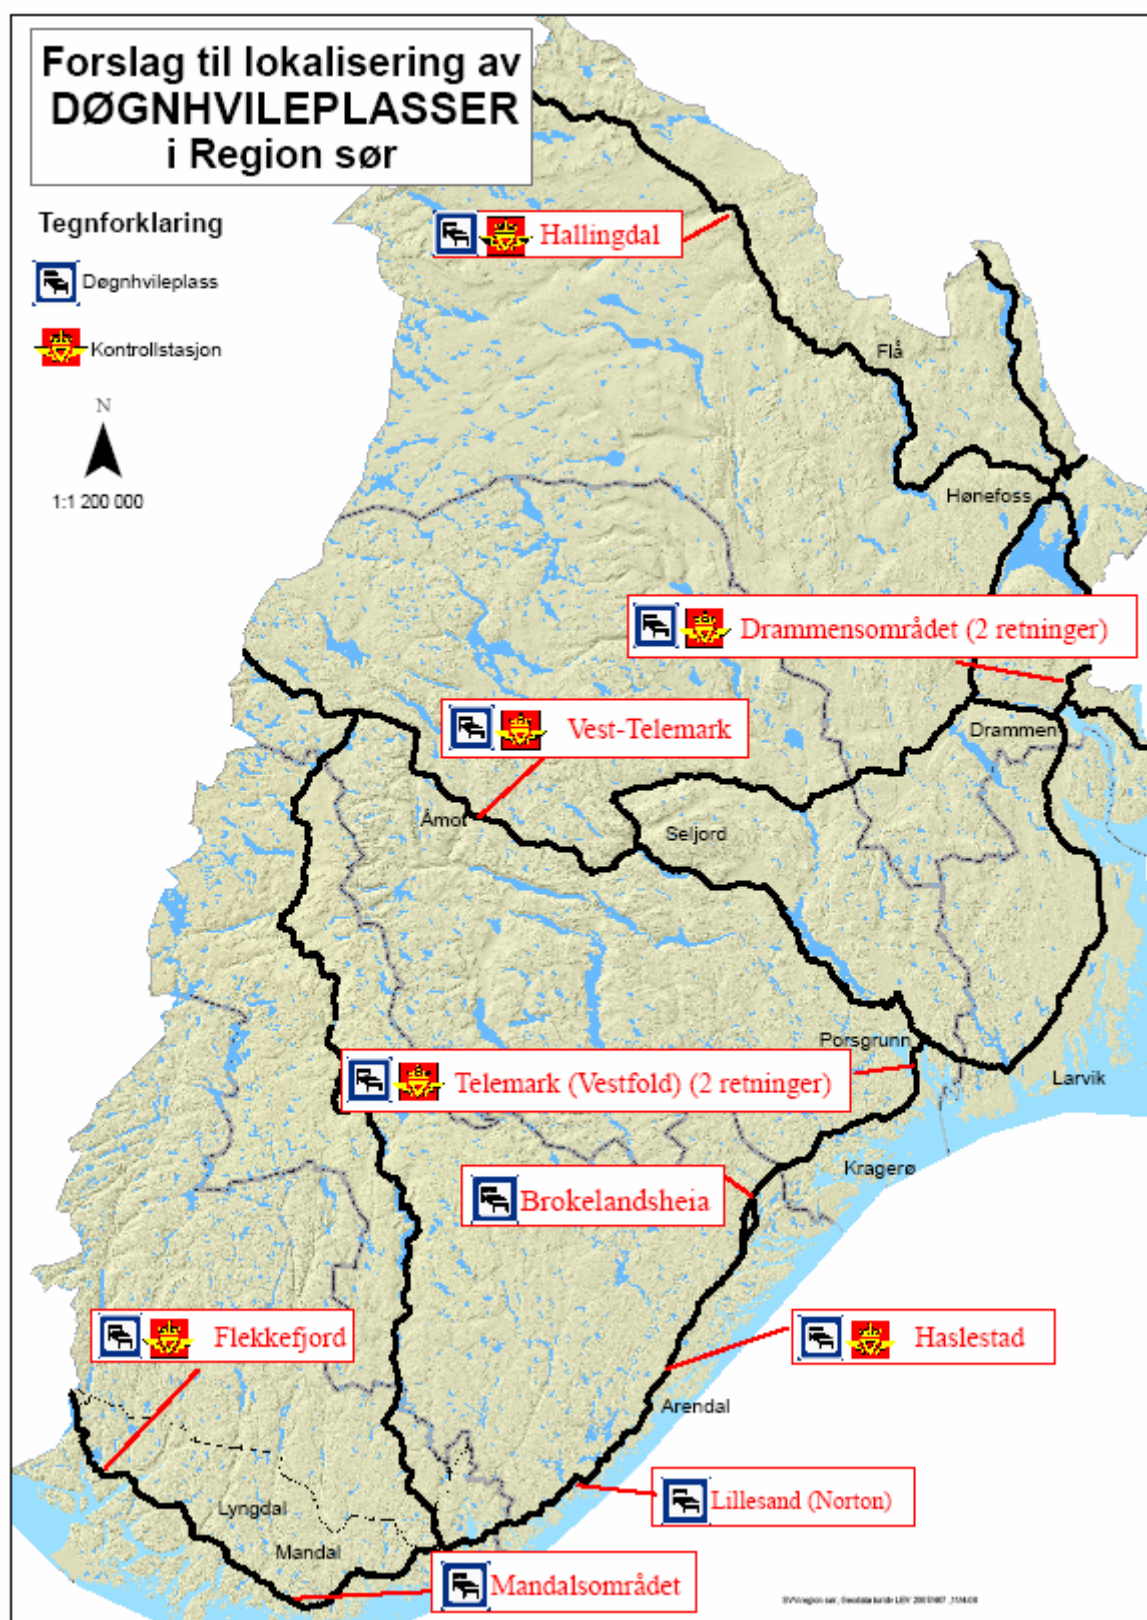 Forslag til lokalisering av
DØGNHVILEPLASSER
i Region sør
Tegnforklaring
Døgnhvileplass
Kontrollstasjon
N
1:1 200 000
Hallingdal
Flå
Hønefoss
Drammensområdet (2 retninger)
Vest-Telemark
Drammen
Åmot
Seljord
Porsgrunn
Telemark (Vestfold) (2 retninger)
Larvik
Kragerø
Brokelandsheia
Flekkefjord
Haslestad
Arendal
Lillesand (Norton)
Lyngdal
Mandal
Mandalsområdet